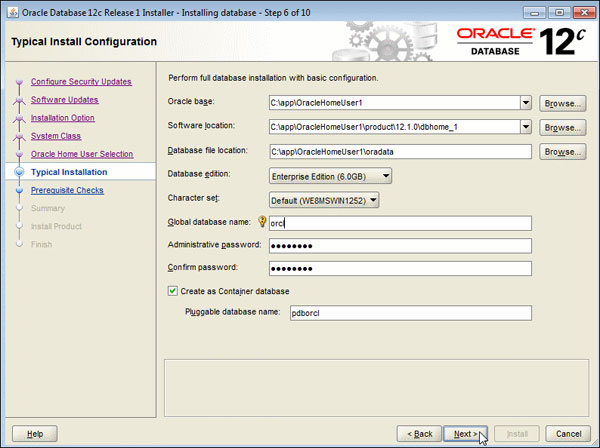 Oracle Database 12c Release 1 Installer - Installing database - Step 6 of 10
Typical Install Configuration
ORACLE
DATABASE
12c
Configure Security Updates
Software Updates
Installation Option
System Class
Oracle Home User Selection
Typical Installation
Prerequisite Checks
Summary
Install Product
Finish
Perform full database installation with basic configuration.
Oracle base: C:\app\OracleHomeUser1 Browse...
Software location: C:\app\OracleHomeUser1\product\12.1.0\dbhome_1 Browse...
Database file location: C:\app\OracleHomeUser1\oradata Browse...
Database edition: Enterprise Edition (6.0GB)
Character set: Default (WE8MSWIN1252)
Global database name: orcl
Administrative password: ••••••••
Confirm password: ••••••••
Create as Container database
Pluggable database name: pdborcl
Help < Back Next > Install Cancel